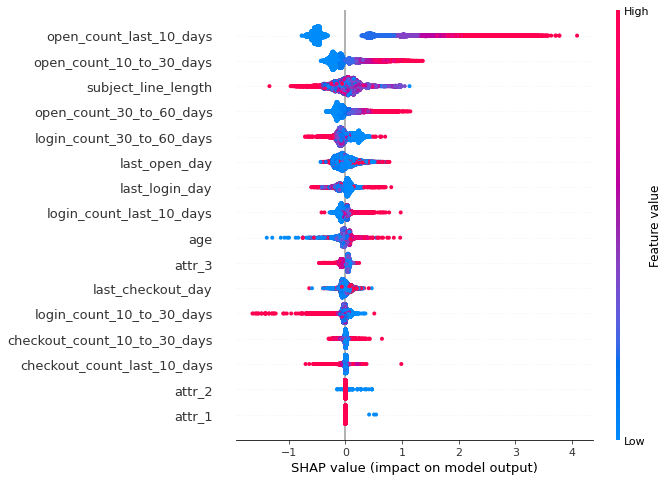 High
open_count_last_10_days
open_count_10_to_30_days
subject_line_length
open_count_30_to_60_days
login_count_30_to_60_days
last_open_day
last_login_day
login_count_last_10_days
age
attr_3
last_checkout_day
login_count_10_to_30_days
checkout_count_10_to_30_days
checkout_count_last_10_days
attr_2
attr_1
Feature value
Low
−1 0 1 2 3 4
SHAP value (impact on model output)